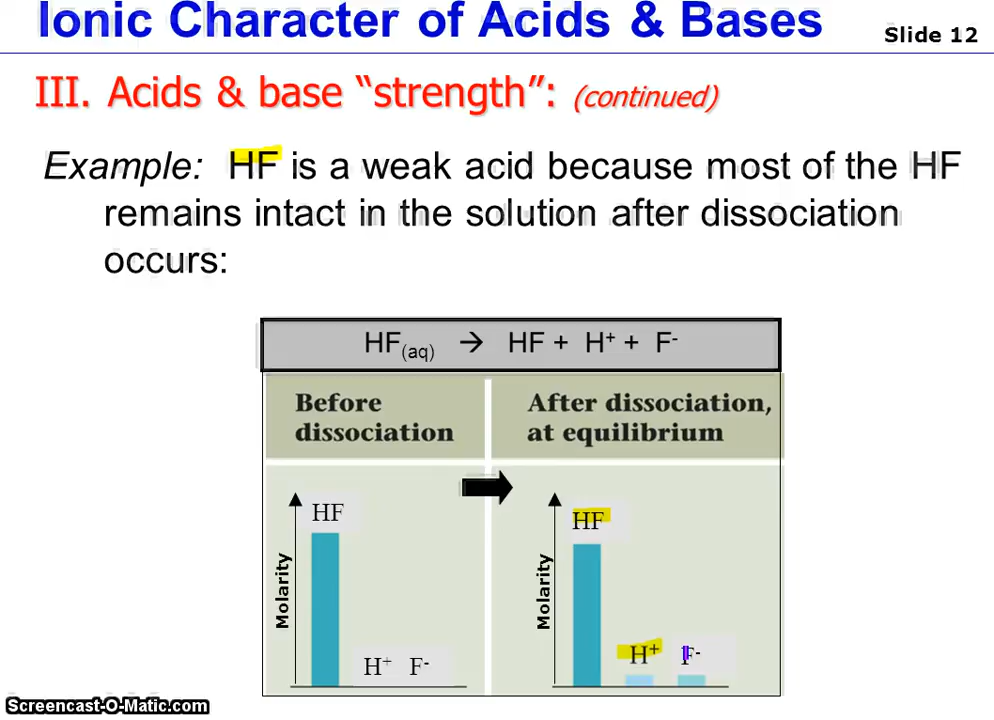 Ionic Character of Acids & Bases
Slide 12
III. Acids & base “strength”: (continued)
Example: HF is a weak acid because most of the HF
remains intact in the solution after dissociation
occurs:
HF(aq) → HF + H⁺ + F⁻
Before
dissociation
After dissociation,
at equilibrium
HF
Molarity
H⁺ F⁻
HF
Molarity
H⁺ F⁻
Screencast-O-Matic.com